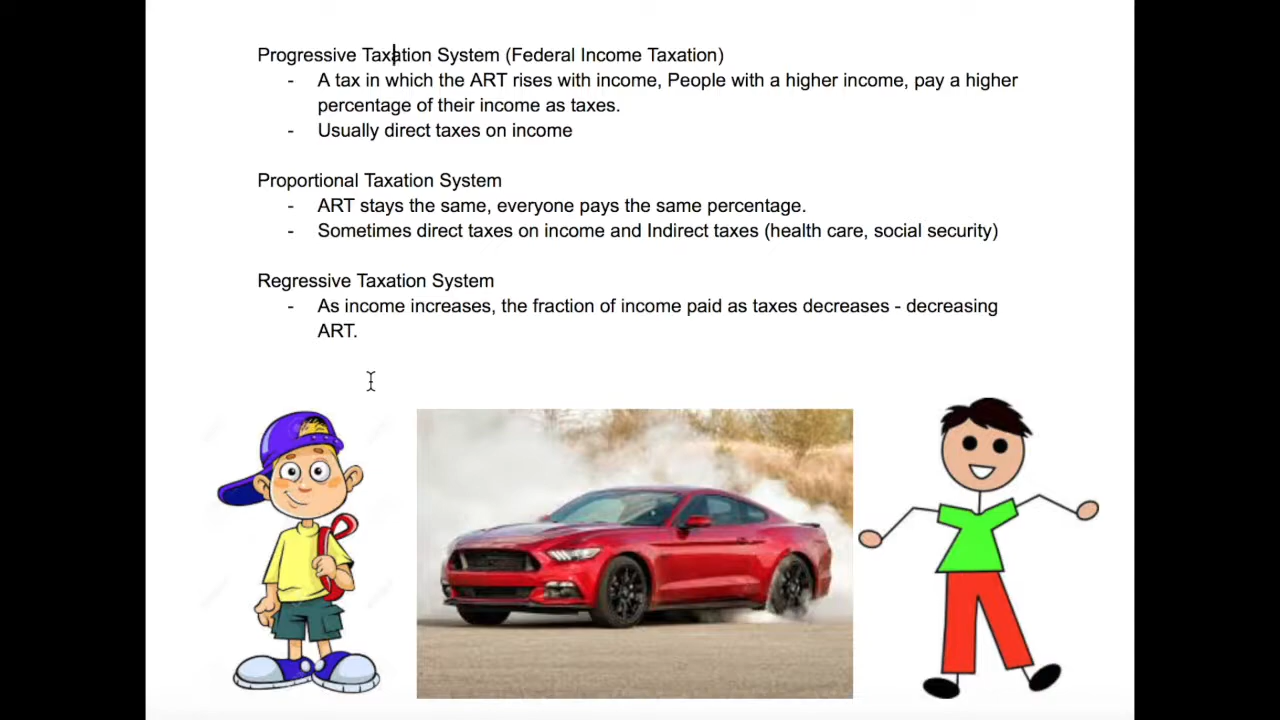 Progressive Taxation System (Federal Income Taxation)
- A tax in which the ART rises with income, People with a higher income, pay a higher
percentage of their income as taxes.
- Usually direct taxes on income
Proportional Taxation System
- ART stays the same, everyone pays the same percentage.
- Sometimes direct taxes on income and Indirect taxes (health care, social security)
Regressive Taxation System
- As income increases, the fraction of income paid as taxes decreases - decreasing
ART.